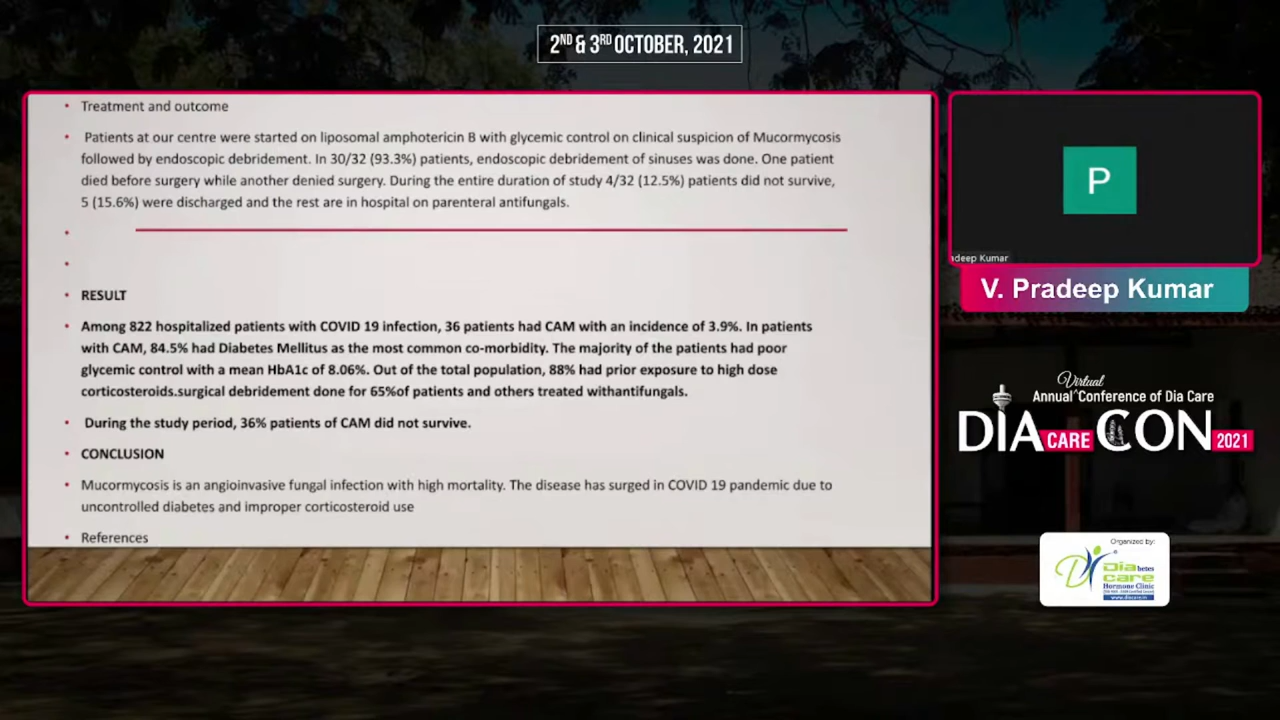 2ND & 3RD OCTOBER, 2021
• Treatment and outcome
• Patients at our centre were started on liposomal amphotericin B with glycemic control on clinical suspicion of Mucormycosis
followed by endoscopic debridement. In 30/32 (93.3%) patients, endoscopic debridement of sinuses was done. One patient
died before surgery while another denied surgery. During the entire duration of study 4/32 (12.5%) patients did not survive,
5 (15.6%) were discharged and the rest are in hospital on parenteral antifungals.
•
•
• RESULT
• Among 822 hospitalized patients with COVID 19 infection, 36 patients had CAM with an incidence of 3.9%. In patients
with CAM, 84.5% had Diabetes Mellitus as the most common co-morbidity. The majority of the patients had poor
glycemic control with a mean HbA1c of 8.06%. Out of the total population, 88% had prior exposure to high dose
corticosteroids.surgical debridement done for 65%of patients and others treated withantifungals.
• During the study period, 36% patients of CAM did not survive.
• CONCLUSION
• Mucormycosis is an angioinvasive fungal infection with high mortality. The disease has surged in COVID 19 pandemic due to
uncontrolled diabetes and improper corticosteroid use
• References
P
adeep Kumar
V. Pradeep Kumar
Virtual
Annual ^ Conference of Dia Care
DIA CARE CON 2021
Organized by:
Diabetes
care
Hormone Clinic
www.diacare.in